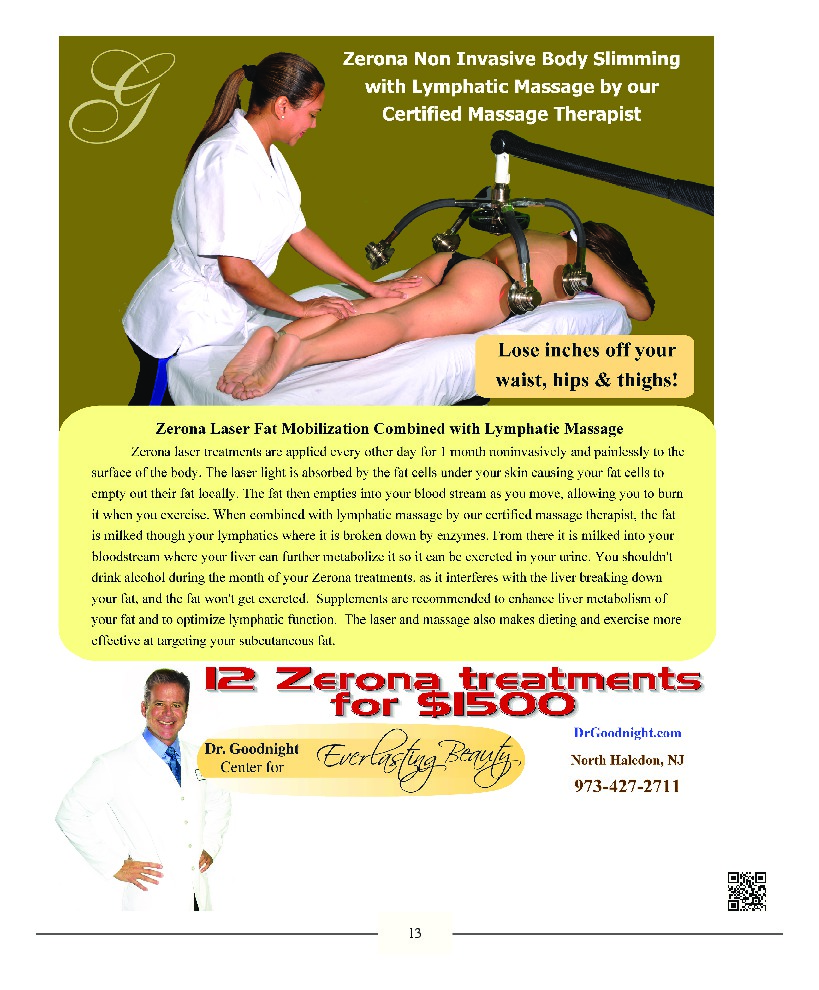 G
Zerona Non Invasive Body Slimming
with Lymphatic Massage by our
Certified Massage Therapist
Lose inches off your
waist, hips & thighs!
Zerona Laser Fat Mobilization Combined with Lymphatic Massage
Zerona laser treatments are applied every other day for 1 month noninvasively and painlessly to the
surface of the body. The laser light is absorbed by the fat cells under your skin causing your fat cells to
empty out their fat locally. The fat then empties into your blood stream as you move, allowing you to burn
it when you exercise. When combined with lymphatic massage by our certified massage therapist, the fat
is milked though your lymphatics where it is broken down by enzymes. From there it is milked into your
bloodstream where your liver can further metabolize it so it can be excreted in your urine. You shouldn't
drink alcohol during the month of your Zerona treatments, as it interferes with the liver breaking down
your fat, and the fat won't get excreted. Supplements are recommended to enhance liver metabolism of
your fat and to optimize lymphatic function. The laser and massage also makes dieting and exercise more
effective at targeting your subcutaneous fat.
12 Zerona treatments
for $1500
Dr. Goodnight
Center for
Everlasting Beauty
DrGoodnight.com
North Haledon, NJ
973-427-2711
13